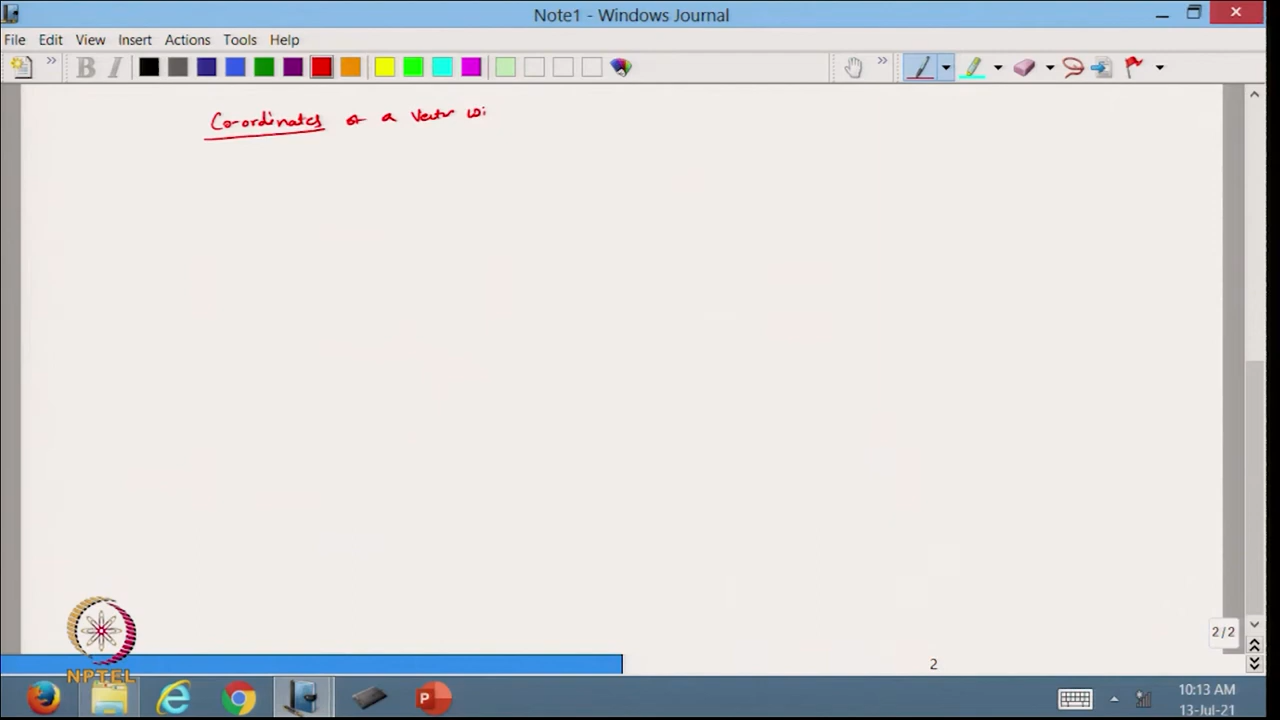 Note1 - Windows Journal
File Edit View Insert Actions Tools Help
B I
Co-ordinates of a vector wi
2/2
2
NPTEL
10:13 AM
13-Jul-21